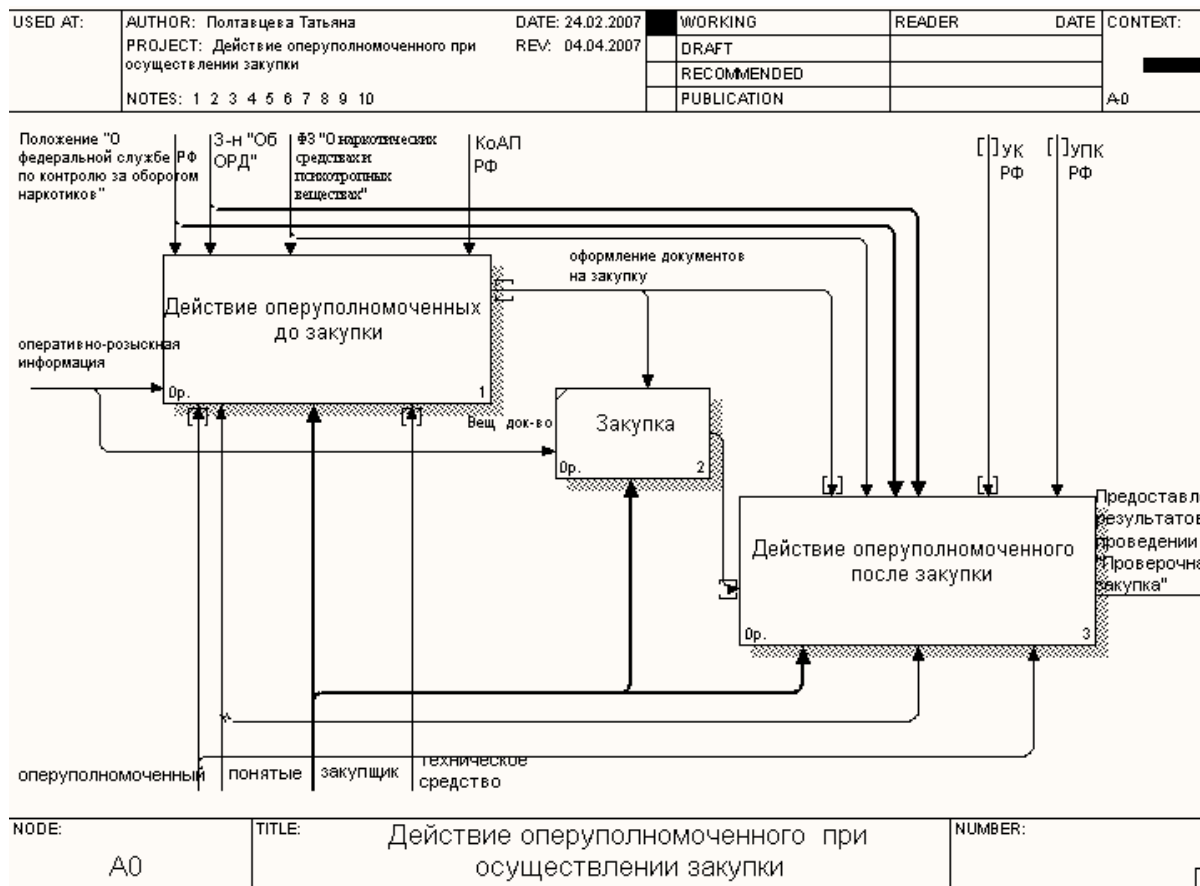 USED AT:
AUTHOR: Полтавцева Татьяна
DATE: 24.02.2007
WORKING
READER
DATE
CONTEXT:
PROJECT: Действие оперуполномоченного при
осуществлении закупки
REV: 04.04.2007
DRAFT
RECOMMENDED
NOTES: 1 2 3 4 5 6 7 8 9 10
PUBLICATION
A-0
Положение "О
федеральной службе РФ
по контролю за оборотом
наркотиков"
З-н "Об
ОРД"
ФЗ "О наркотических
средствах и
психотропных
веществах"
КоАП
РФ
УК
РФ
УПК
РФ
оформление документов
на закупку
Действие оперуполномоченных
до закупки
0р.
1
оперативно-розыскная
информация
Вещ док-во
Закупка
0р.
2
Действие оперуполномоченного
после закупки
0р.
3
Предоставл
результатов
проведении
"Проверочна
закупка"
оперуполномоченный
понятые
закупщик
техническое
средство
NODE:
A0
TITLE:
Действие оперуполномоченного при
осуществлении закупки
NUMBER: